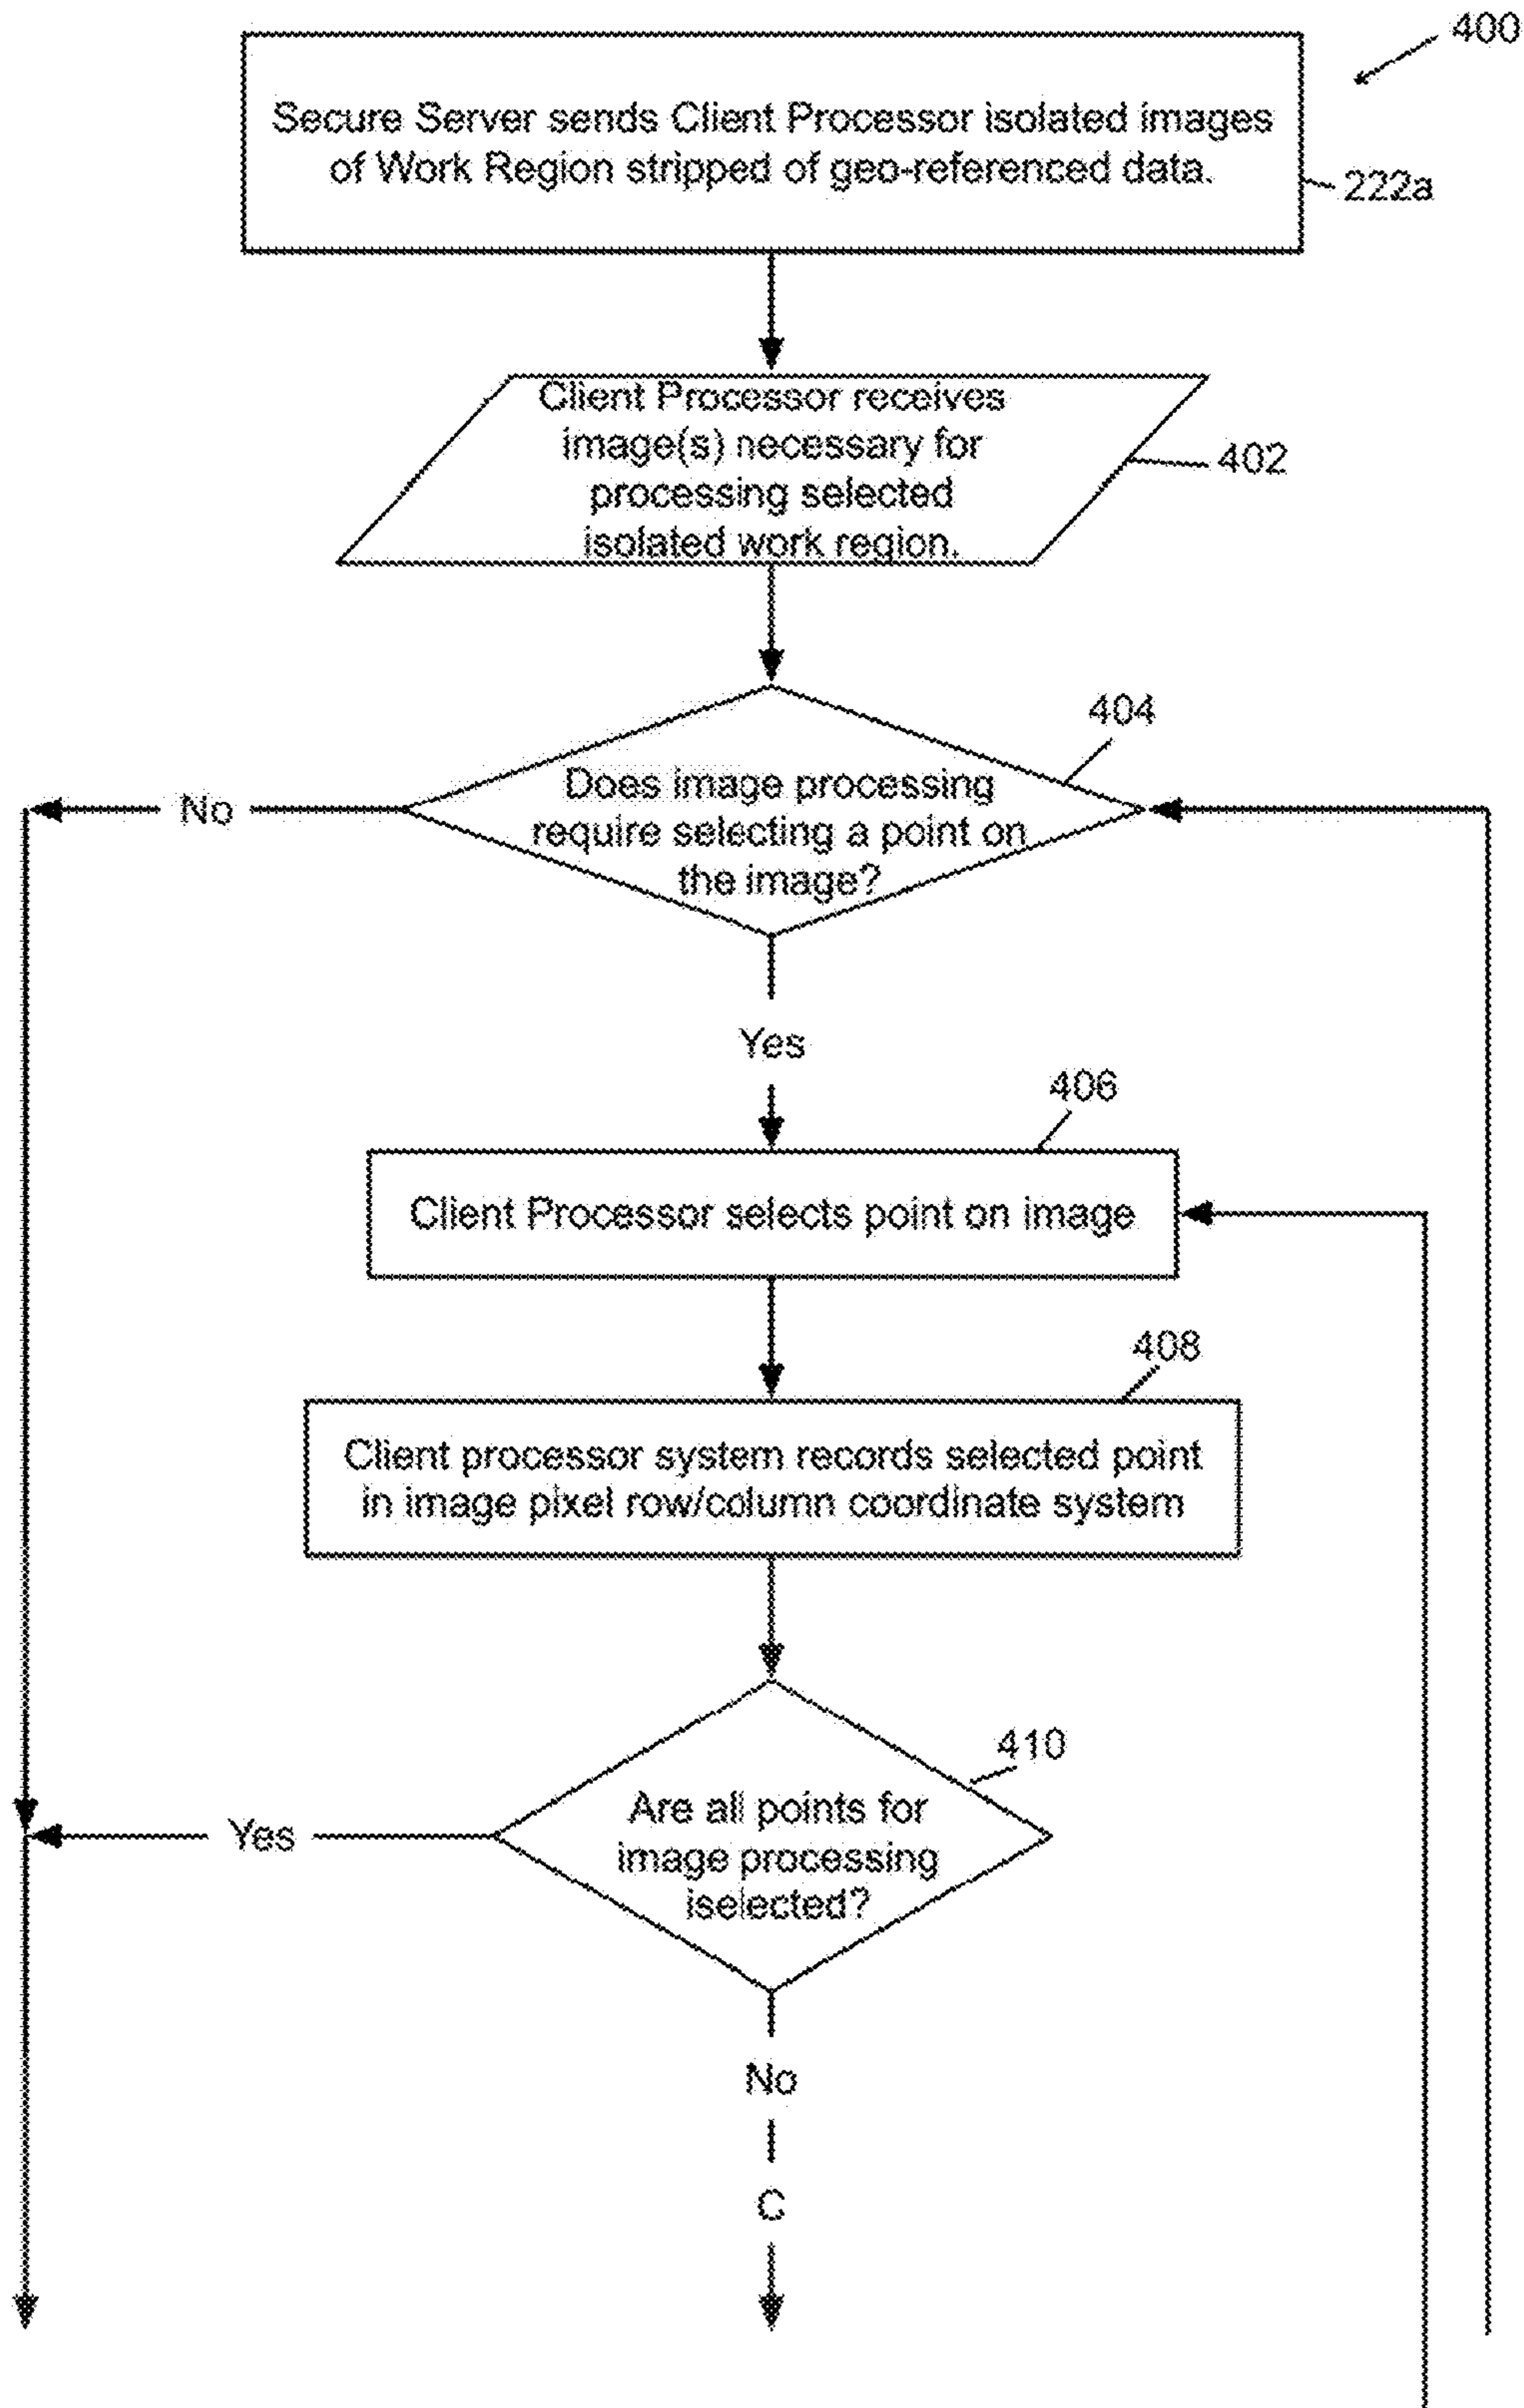 400
Secure Server sends Client Processor isolated images
of Work Region stripped of geo-referenced data.
222a
Client Processor receives
image(s) necessary for
processing selected
isolated work region.
402
404
Does image processing
require selecting a point on
the image?
No
Yes
406
Client Processor selects point on image
408
Client processor system records selected point
in image pixel row/column coordinate system
410
Are all points for
image processing
iselected?
Yes
No
C